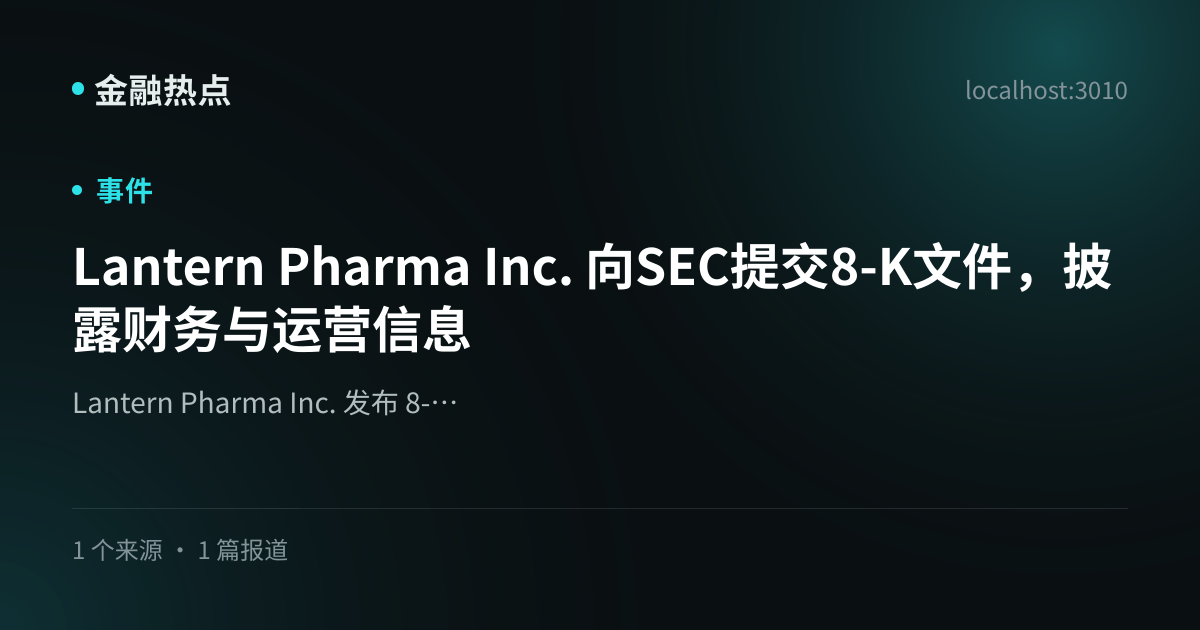 金融热点
localhost:3010
事件
Lantern Pharma Inc. 向SEC提交8-K文件，披
露财务与运营信息
Lantern Pharma Inc. 发布 8-…
1 个来源 · 1 篇报道